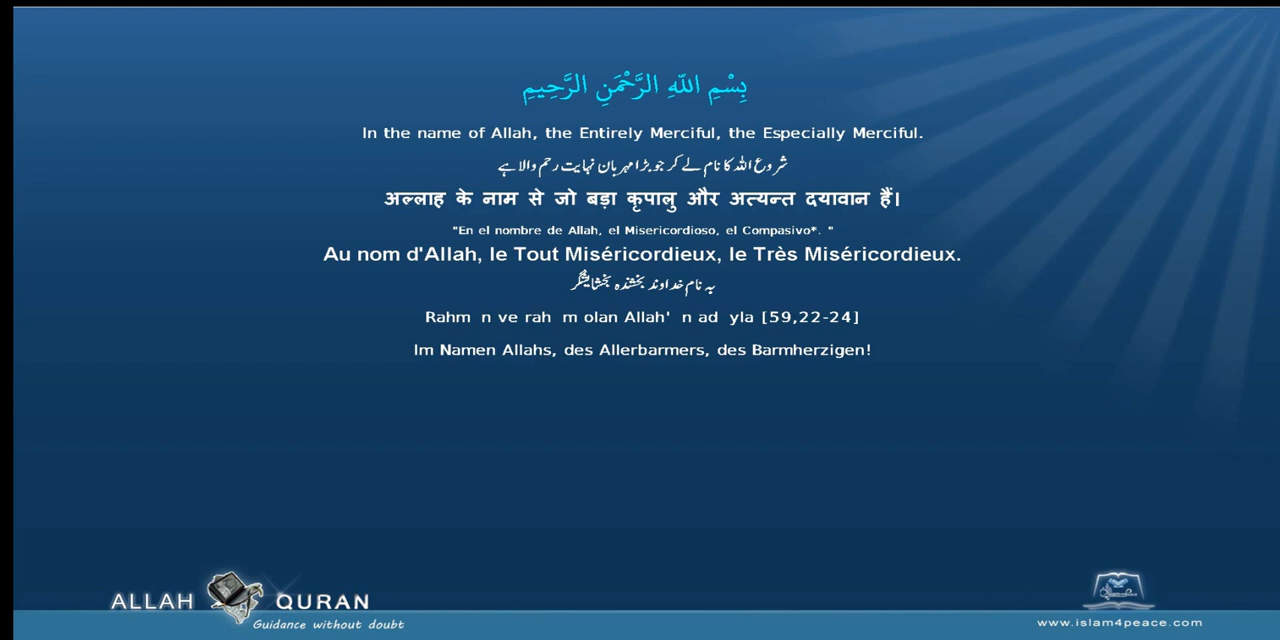 بِسْمِ اللّٰهِ الرَّحْمَنِ الرَّحِيمِ
In the name of Allah, the Entirely Merciful, the Especially Merciful.
شروع الله کا نام لے کر جو بڑا مہربان نہایت رحم والا ہے
अल्लाह के नाम से जो बड़ा कृपालु और अत्यन्त दयावान हैं।
"En el nombre de Allah, el Misericordioso, el Compasivo*. "
Au nom d'Allah, le Tout Miséricordieux, le Très Miséricordieux.
به نام خداوند بخشنده بخشایشگر
Rahm n ve rah m olan Allah' n ad yla [59,22-24]
Im Namen Allahs, des Allerbarmers, des Barmherzigen!
ALLAH QURAN
Guidance without doubt
www.islam4peace.com